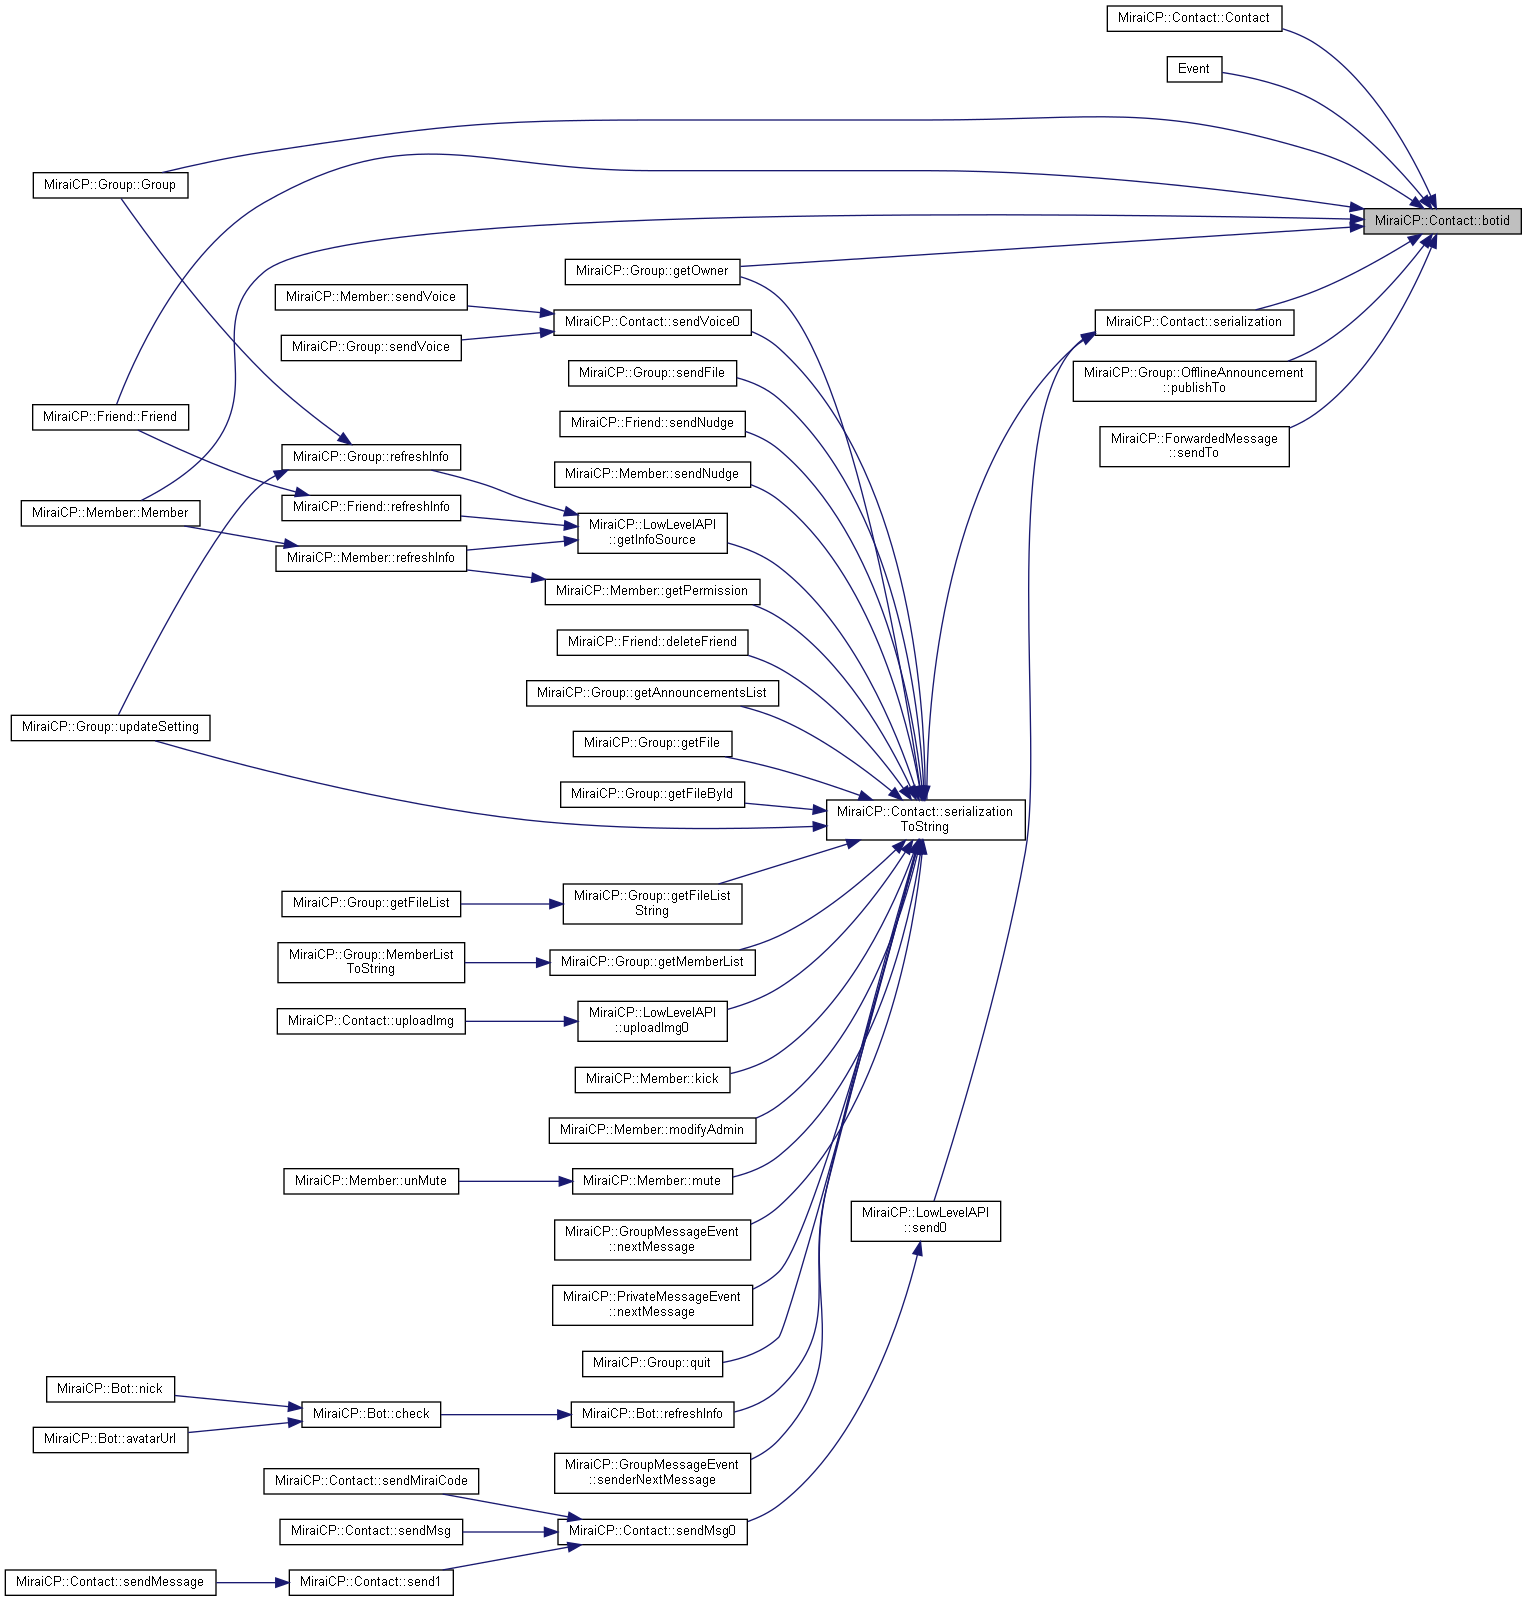 MiraiCP::Contact::Contact
Event
MiraiCP::Group::Group
MiraiCP::Contact::botid
MiraiCP::Group::getOwner
MiraiCP::Member::sendVoice
MiraiCP::Contact::sendVoice0
MiraiCP::Contact::serialization
MiraiCP::Group::sendVoice
MiraiCP::Group::sendFile
MiraiCP::Group::OfflineAnnouncement
::publishTo
MiraiCP::Friend::Friend
MiraiCP::Friend::sendNudge
MiraiCP::ForwardedMessage
::sendTo
MiraiCP::Group::refreshInfo
MiraiCP::Member::sendNudge
MiraiCP::Friend::refreshInfo
MiraiCP::Member::Member
MiraiCP::LowLevelAPI
::getInfoSource
MiraiCP::Member::refreshInfo
MiraiCP::Member::getPermission
MiraiCP::Friend::deleteFriend
MiraiCP::Group::getAnnouncementsList
MiraiCP::Group::updateSetting
MiraiCP::Group::getFile
MiraiCP::Group::getFileById
MiraiCP::Contact::serialization
ToString
MiraiCP::Group::getFileList
MiraiCP::Group::getFileList
String
MiraiCP::Group::MemberList
ToString
MiraiCP::Group::getMemberList
MiraiCP::Contact::uploadImg
MiraiCP::LowLevelAPI
::uploadImg0
MiraiCP::Member::kick
MiraiCP::Member::modifyAdmin
MiraiCP::Member::unMute
MiraiCP::Member::mute
MiraiCP::LowLevelAPI
::send0
MiraiCP::GroupMessageEvent
::nextMessage
MiraiCP::PrivateMessageEvent
::nextMessage
MiraiCP::Group::quit
MiraiCP::Bot::nick
MiraiCP::Bot::check
MiraiCP::Bot::refreshInfo
MiraiCP::Bot::avatarUrl
MiraiCP::GroupMessageEvent
::senderNextMessage
MiraiCP::Contact::sendMiraiCode
MiraiCP::Contact::sendMsg
MiraiCP::Contact::sendMsg0
MiraiCP::Contact::sendMessage
MiraiCP::Contact::send1